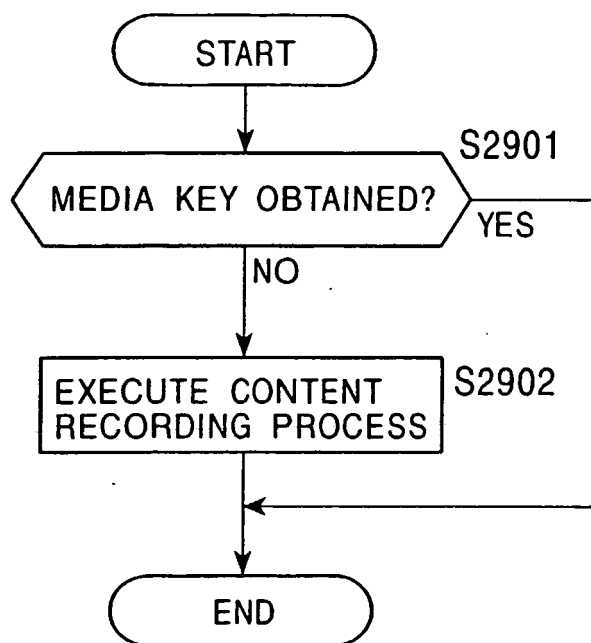 START
S2901
MEDIA KEY OBTAINED?
YES
NO
S2902
EXECUTE CONTENT
RECORDING PROCESS
END